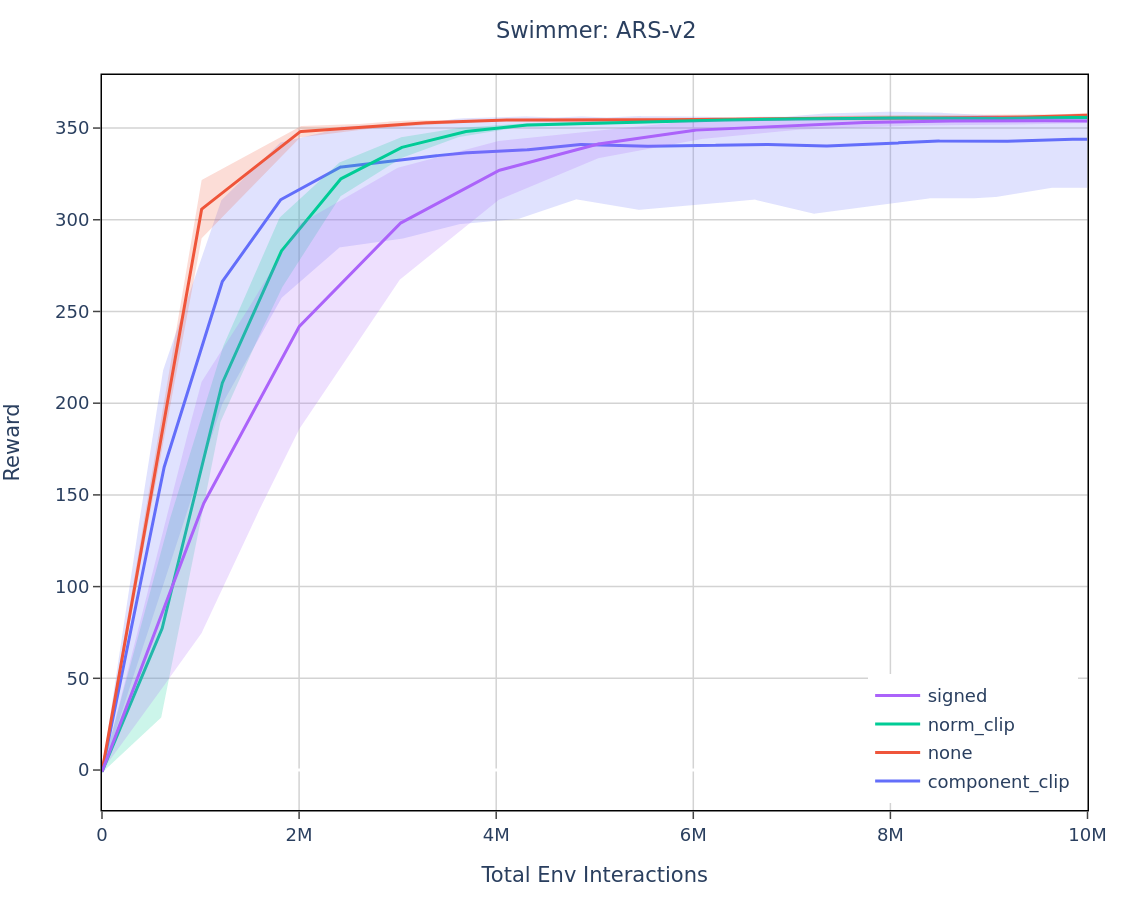 Swimmer: ARS-v2
350
300
250
200
150
100
50
0
Reward
0 2M 4M 6M 8M 10M
Total Env Interactions
signed
norm_clip
none
component_clip